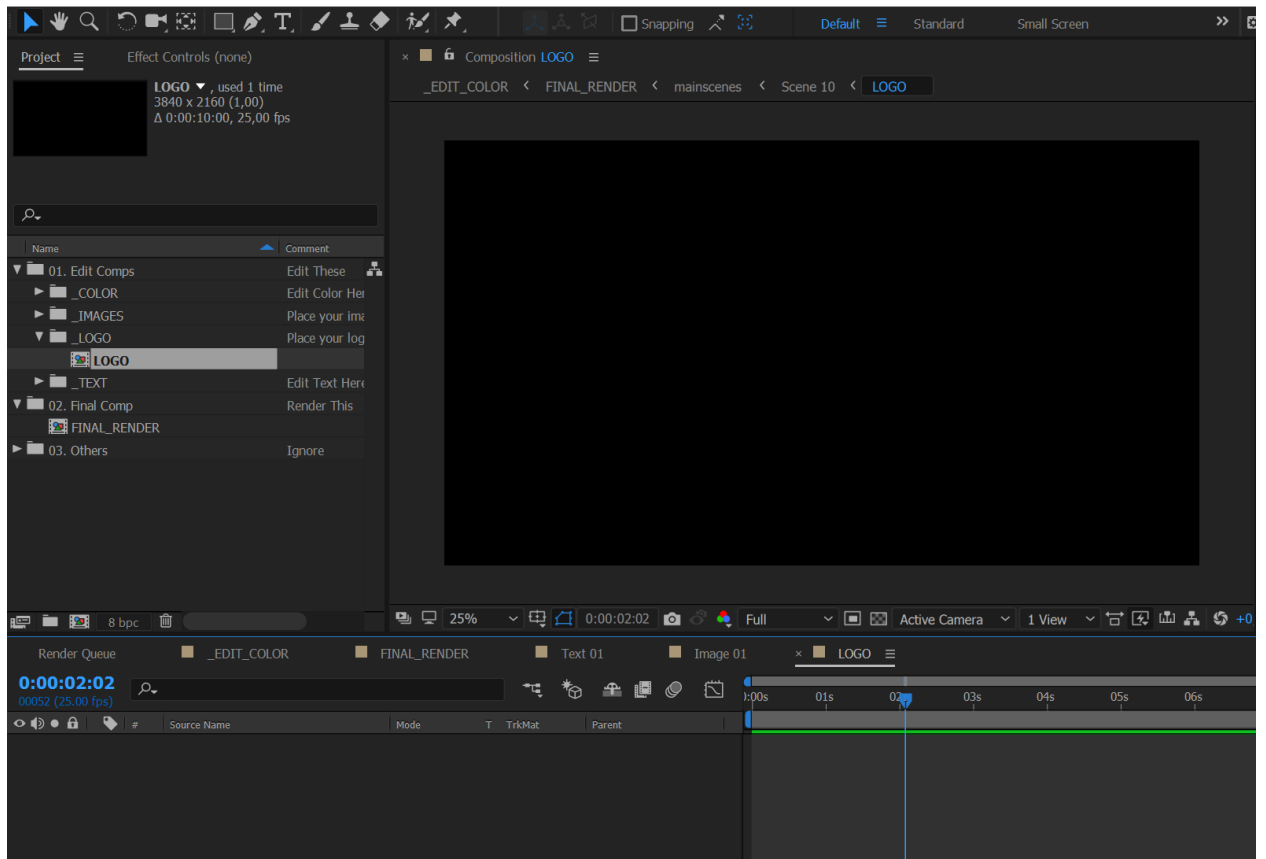 Snapping Default Standard Small Screen
Project Effect Controls (none)
LOGO , used 1 time
3840 x 2160 (1,00)
Δ 0:00:10:00, 25,00 fps
Composition LOGO
_EDIT_COLOR FINAL_RENDER mainscenes Scene 10 LOGO
Name Comment
01. Edit Comps Edit These
_COLOR Edit Color Her
_IMAGES Place your ima
_LOGO Place your log
LOGO
_TEXT Edit Text Here
02. Final Comp Render This
FINAL_RENDER
03. Others Ignore
8 bpc
25% 0:00:02:02 Full Active Camera 1 View +0
Render Queue _EDIT_COLOR FINAL_RENDER Text 01 Image 01 LOGO
0:00:02:02
00052 (25.00 fps)
):00s 01s 02s 03s 04s 05s 06s
# Source Name Mode T TrkMat Parent